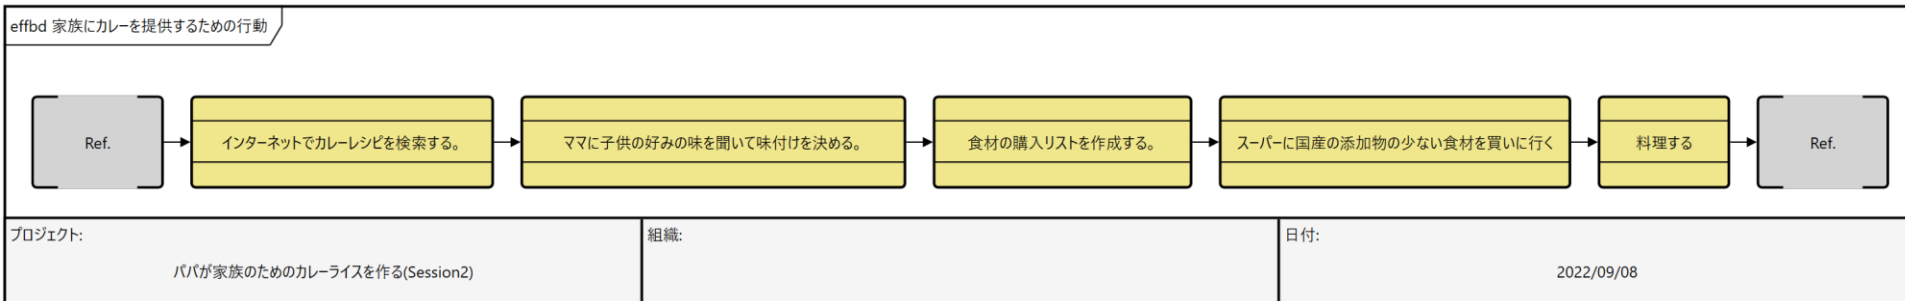 effbd 家族にカレーを提供するための行動
Ref.
インターネットでカレーレシピを検索する。
ママに子供の好みの味を聞いて味付けを決める。
食材の購入リストを作成する。
スーパーに国産の添加物の少ない食材を買いに行く
料理する
Ref.
プロジェクト:
パパが家族のためのカレーライスを作る(Session2)
組織:
日付:
2022/09/08